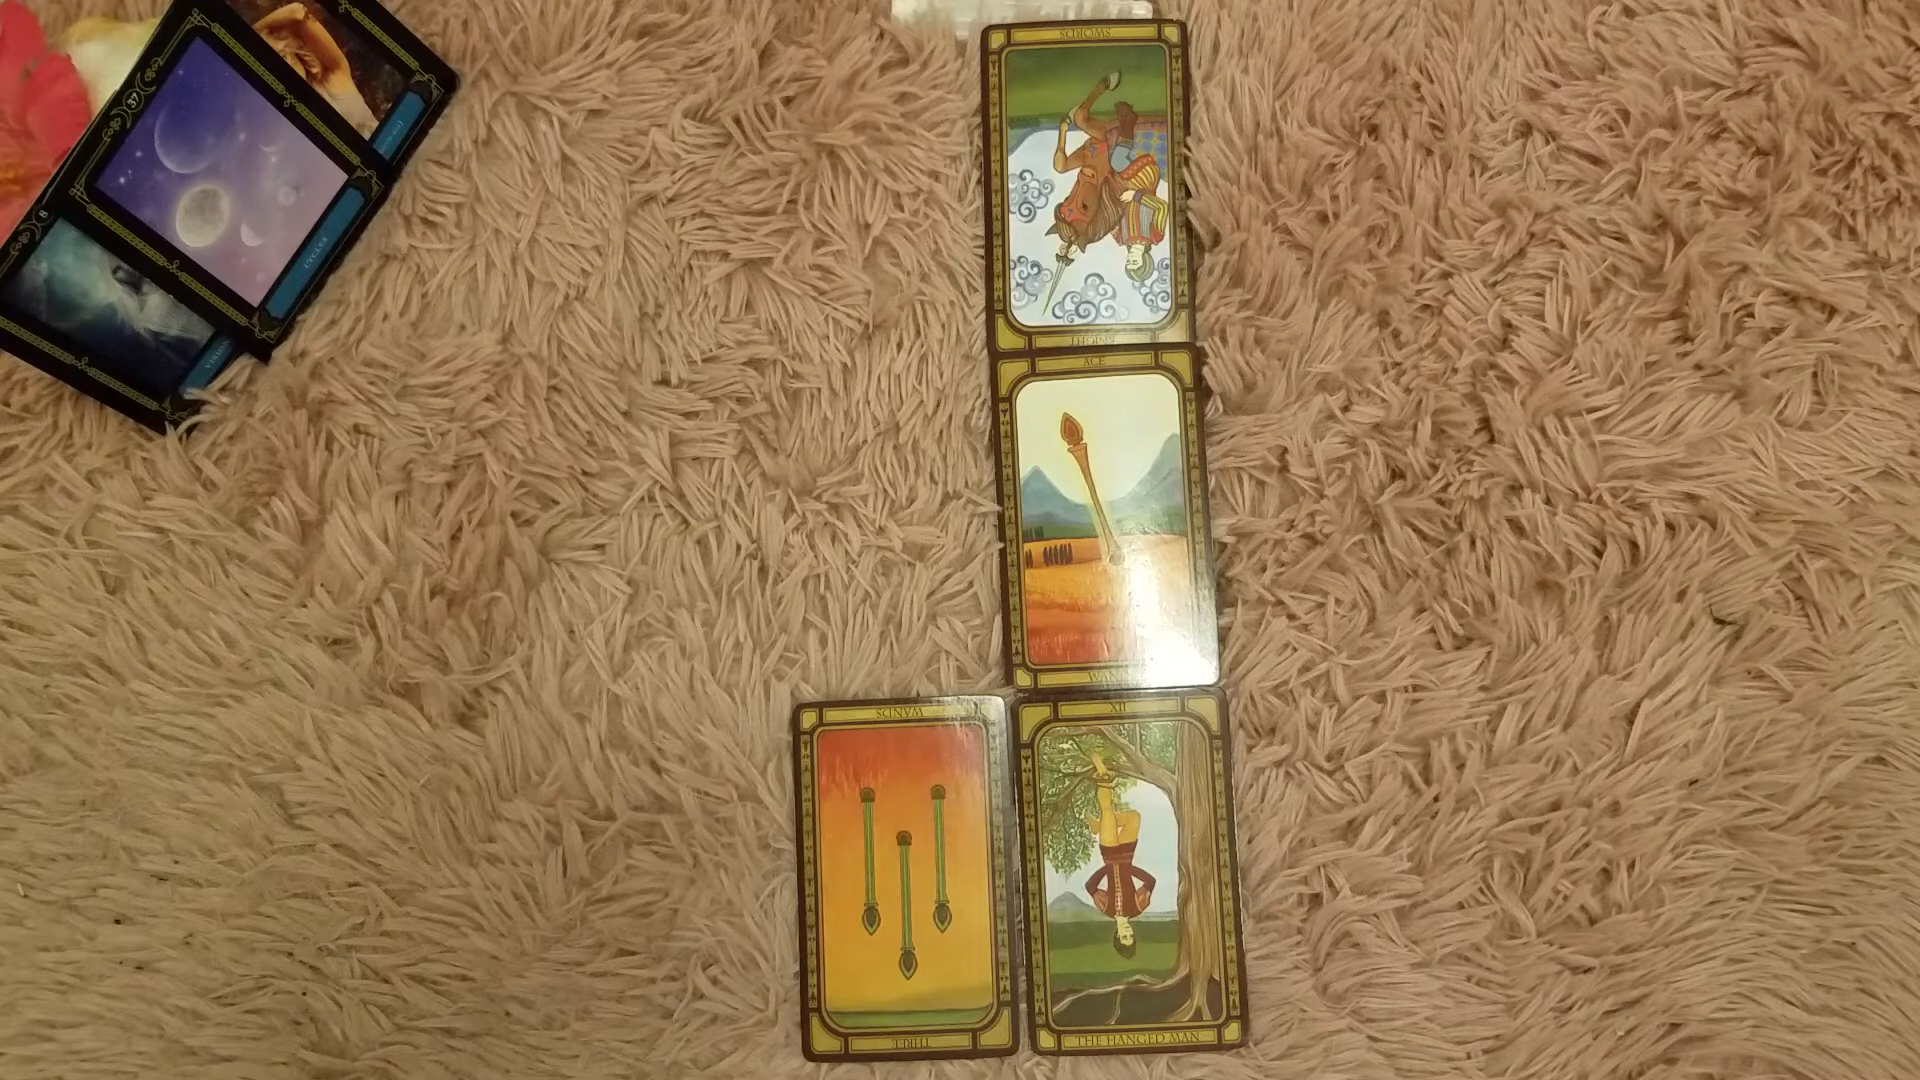 37
CYCLES
8
SWORDS
KNIGHT
ACE
WANDS
WANDS
THREE
XII
THE HANGED MAN